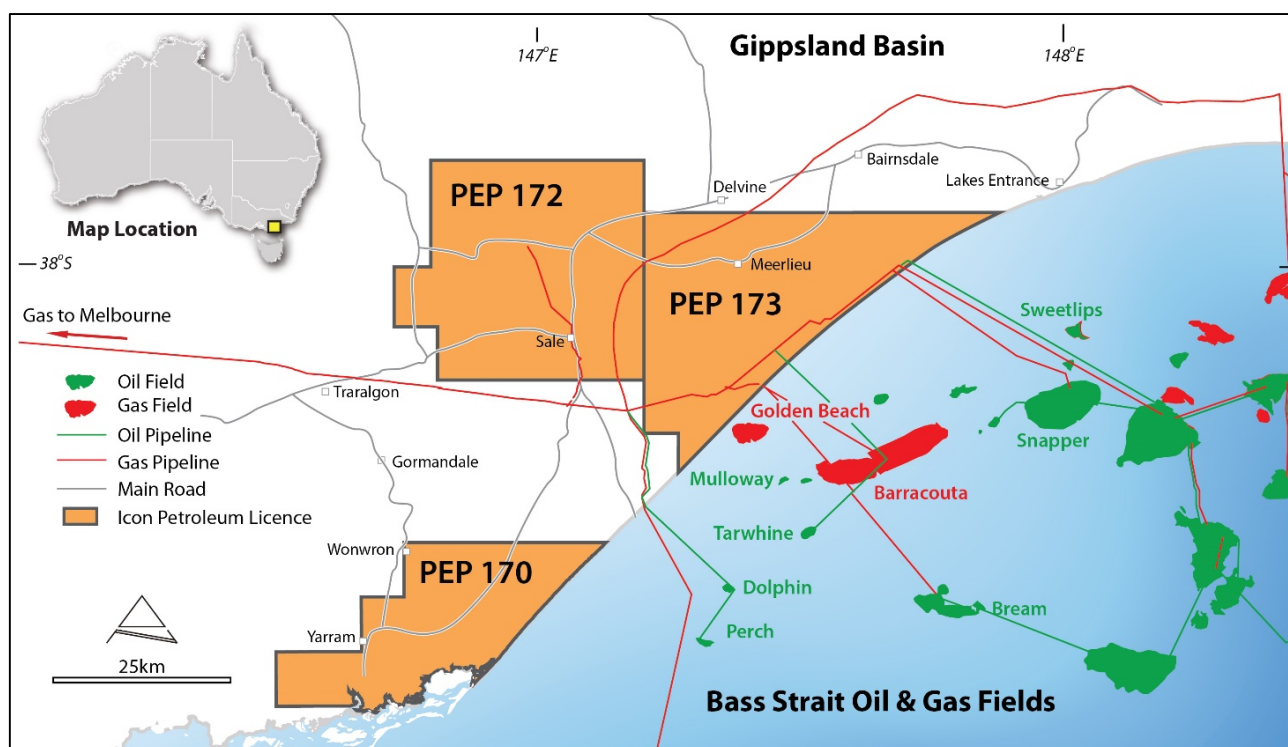 Gippsland Basin
147°E
148°E
Map Location
38°S
PEP 172
PEP 173
PEP 170
Delvine
Bairnsdale
Lakes Entrance
Meerlieu
Sale
Gas to Melbourne
Traralgon
Gormandale
Wonwron
Yarram
Oil Field
Gas Field
Oil Pipeline
Gas Pipeline
Main Road
Icon Petroleum Licence
25km
Sweetlips
Golden Beach
Snapper
Mulloway
Barracouta
Tarwhine
Dolphin
Perch
Bream
Bass Strait Oil & Gas Fields